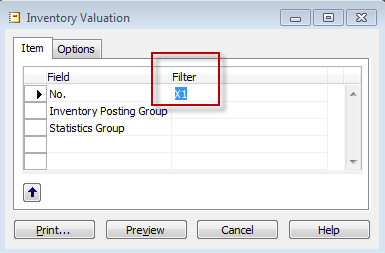 Inventory Valuation
Item Options
Field Filter
No. X1
Inventory Posting Group
Statistics Group
Print... Preview Cancel Help